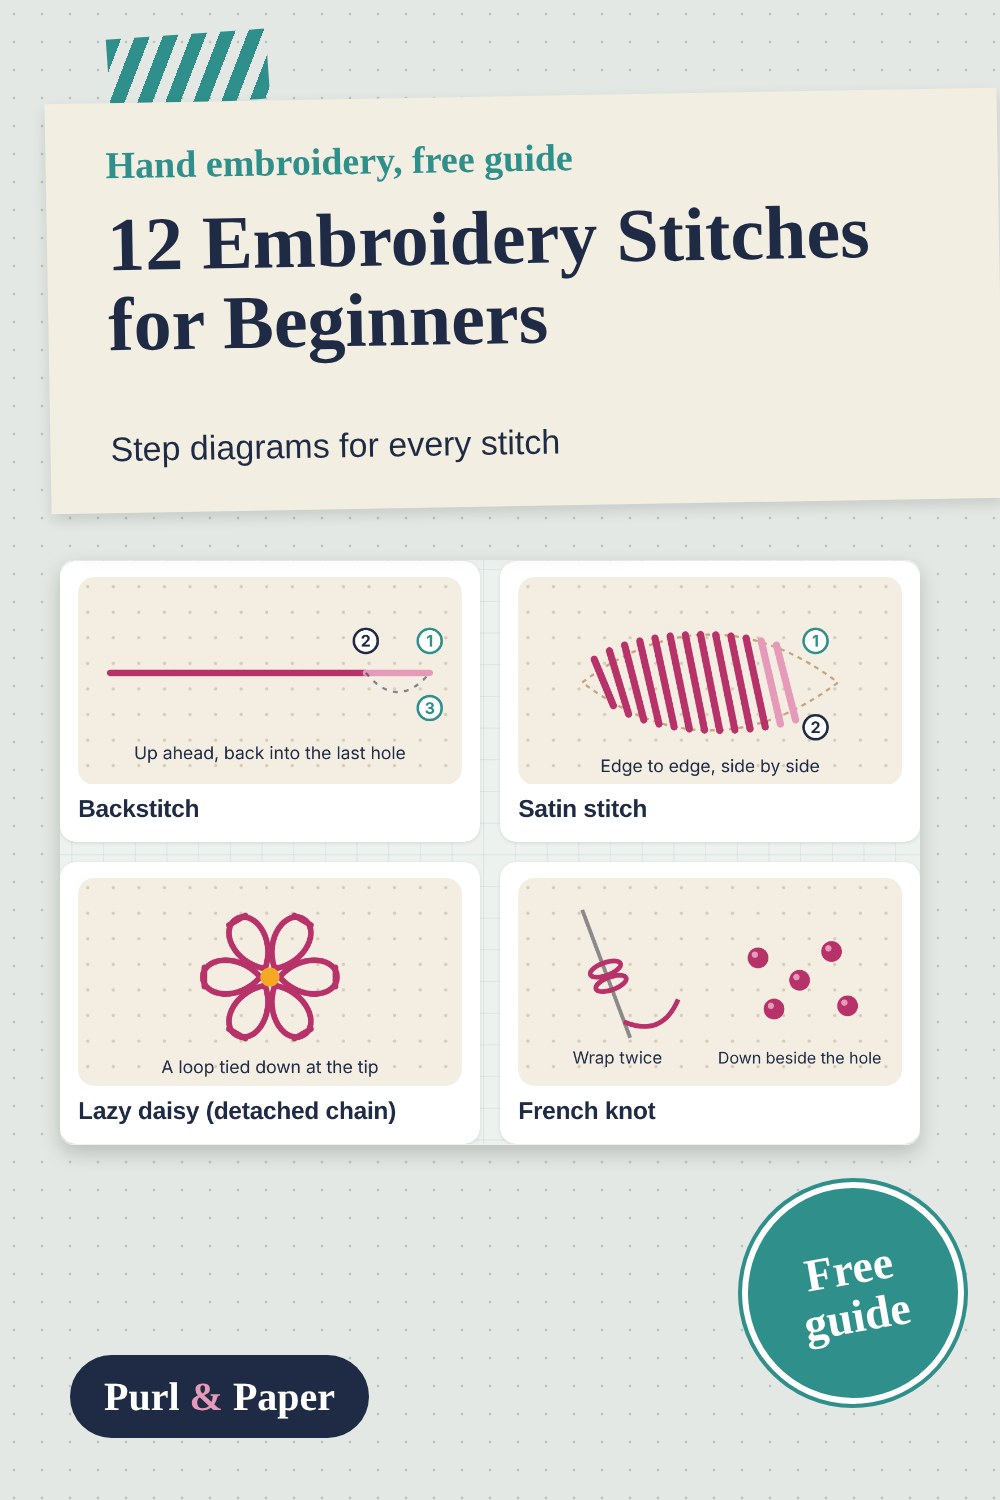 Hand embroidery, free guide
12 Embroidery Stitches
for Beginners
Step diagrams for every stitch
2 1
3
Up ahead, back into the last hole
Backstitch
1
2
Edge to edge, side by side
Satin stitch
A loop tied down at the tip
Lazy daisy (detached chain)
Wrap twice
Down beside the hole
French knot
Free
guide
Purl & Paper